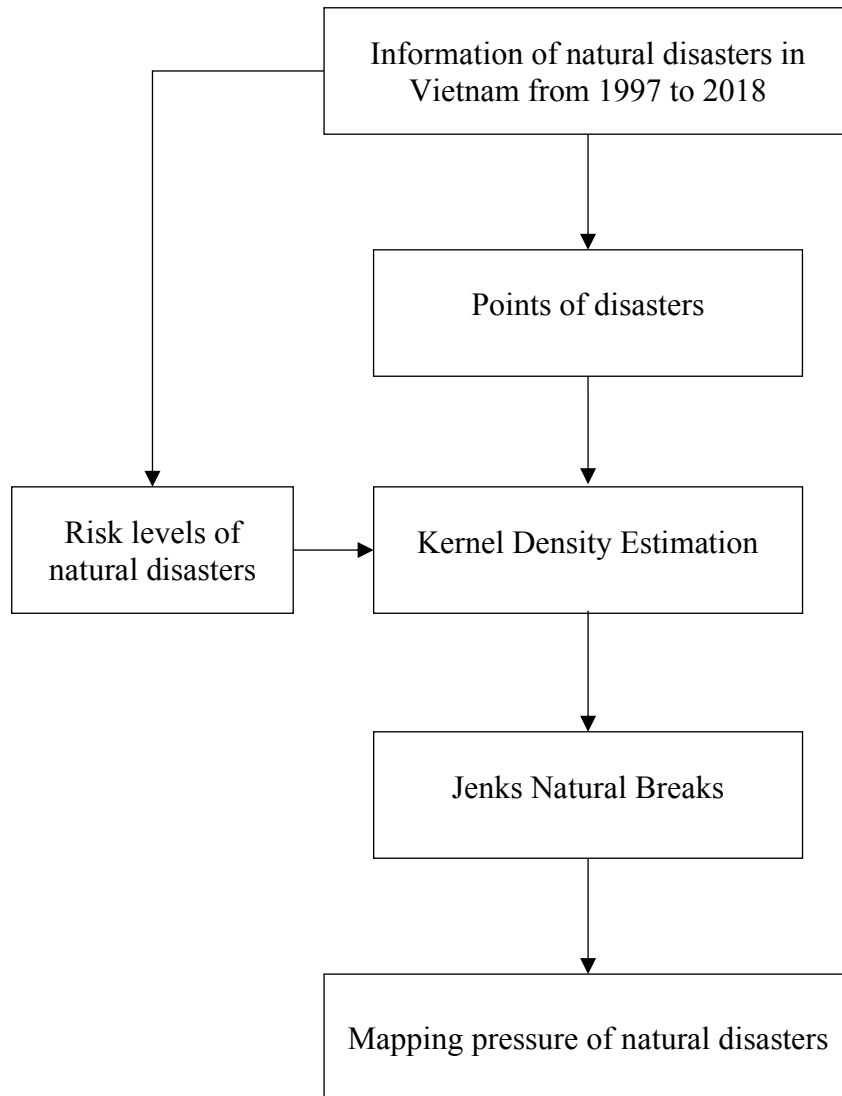 Information of natural disasters in
Vietnam from 1997 to 2018
Points of disasters
Risk levels of
natural disasters
Kernel Density Estimation
Jenks Natural Breaks
Mapping pressure of natural disasters